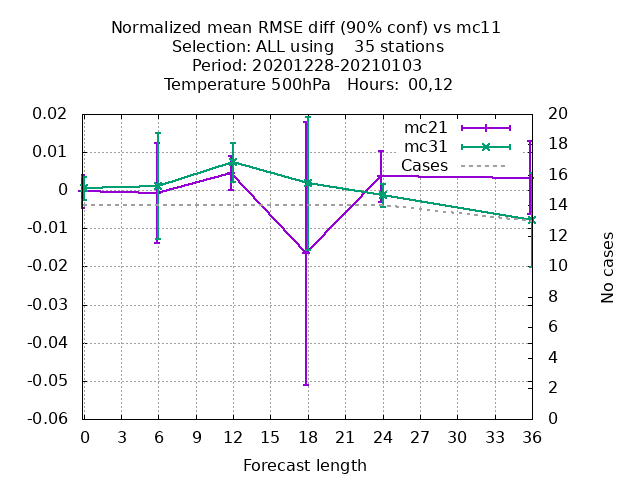 Normalized mean RMSE diff (90% conf) vs mc11
Selection: ALL using    35 stations
Period: 20201228-20210103
Temperature 500hPa   Hours: 00,12
mc21
mc31
Cases
0.02
0.01
0
-0.01
-0.02
-0.03
-0.04
-0.05
-0.06
20
18
16
14
12
10
8
6
4
2
0
No cases
0 3 6 9 12 15 18 21 24 27 30 33 36
Forecast length